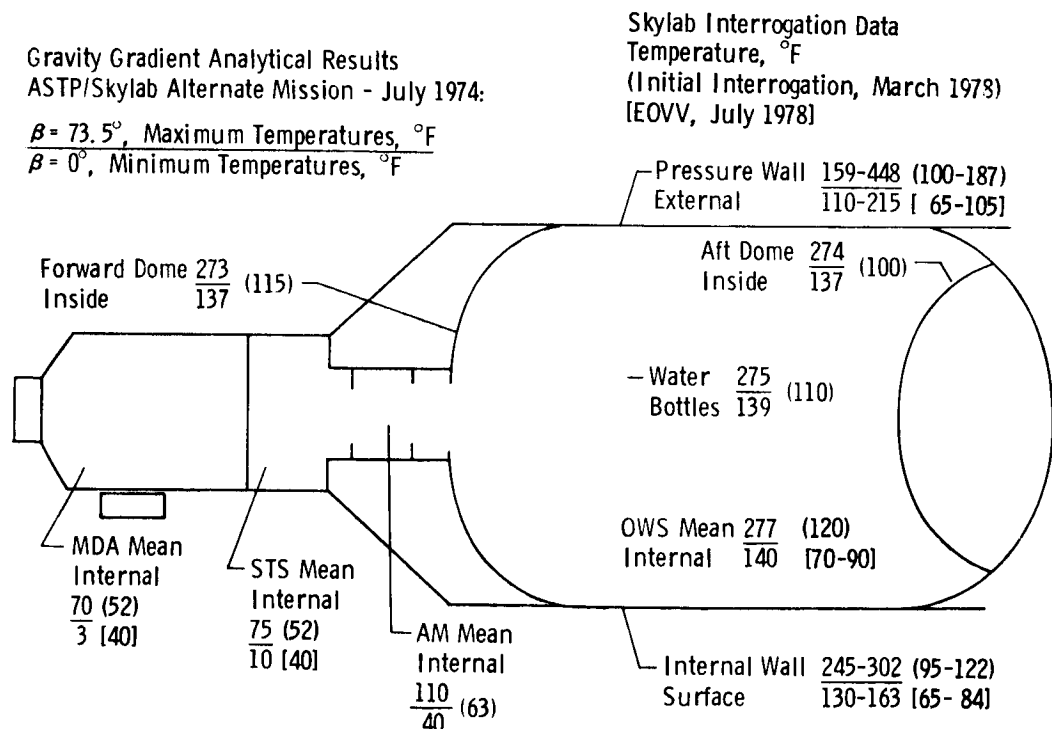 Gravity Gradient Analytical Results
ASTP/Skylab Alternate Mission - July 1974:
β = 73.5°, Maximum Temperatures, °F
β = 0°, Minimum Temperatures, °F
Skylab Interrogation Data
Temperature, °F
(Initial Interrogation, March 1978)
[EOVV, July 1978]
Pressure Wall 159-448 (100-187)
External 110-215 [ 65-105]
Forward Dome 273
Inside 137 (115)
Aft Dome 274
Inside 137 (100)
Water 275
Bottles 139 (110)
OWS Mean 277 (120)
Internal 140 [70-90]
MDA Mean
Internal
70 (52)
3 [40]
STS Mean
Internal
75 (52)
10 [40]
AM Mean
Internal
110
40 (63)
Internal Wall 245-302 (95-122)
Surface 130-163 [65- 84]